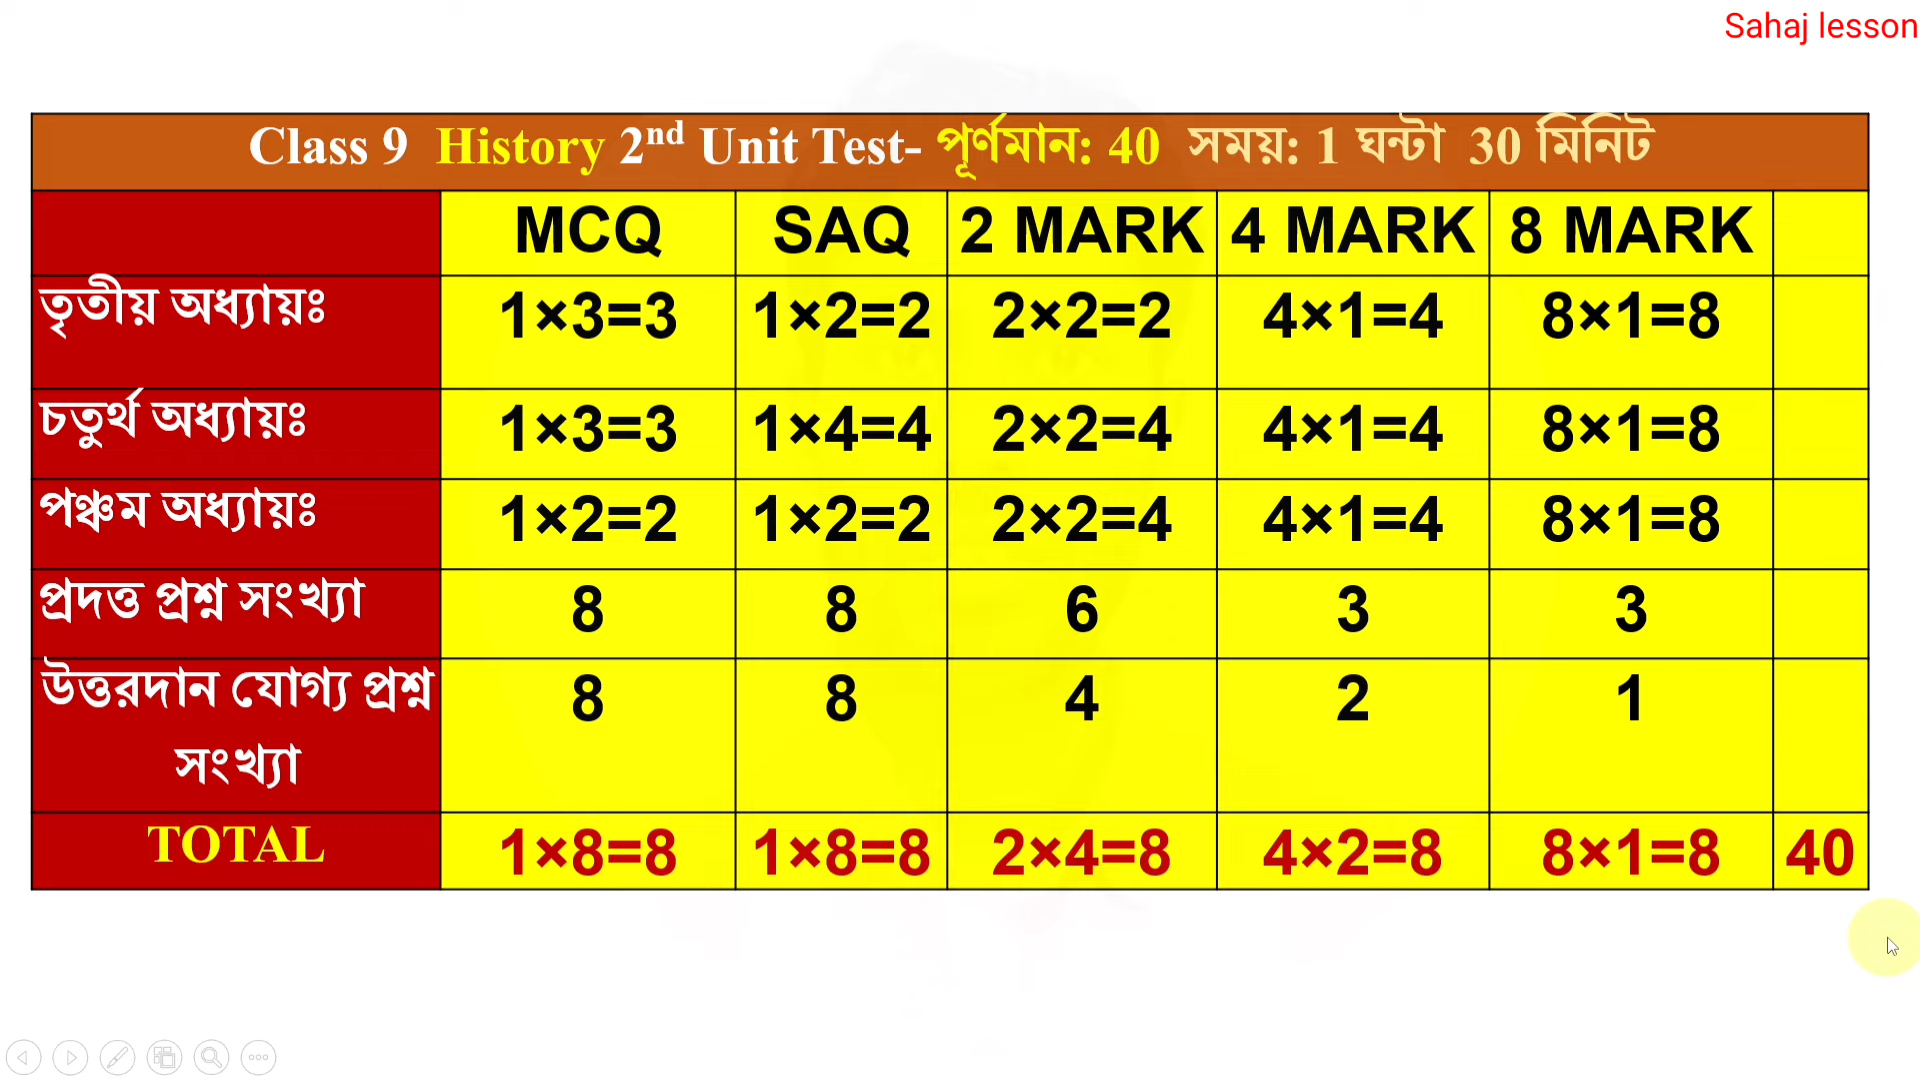 Sahaj lesson
Class 9 History 2nd Unit Test- পূর্ণমান: 40 সময়: 1 ঘন্টা 30 মিনিট
MCQ SAQ 2 MARK 4 MARK 8 MARK
তৃতীয় অধ্যায়ঃ 1×3=3 1×2=2 2×2=2 4×1=4 8×1=8
চতুর্থ অধ্যায়ঃ 1×3=3 1×4=4 2×2=4 4×1=4 8×1=8
পঞ্চম অধ্যায়ঃ 1×2=2 1×2=2 2×2=4 4×1=4 8×1=8
প্রদত্ত প্রশ্ন সংখ্যা 8 8 6 3 3
উত্তরদান যোগ্য প্রশ্ন 8 8 4 2 1
সংখ্যা
TOTAL 1×8=8 1×8=8 2×4=8 4×2=8 8×1=8 40